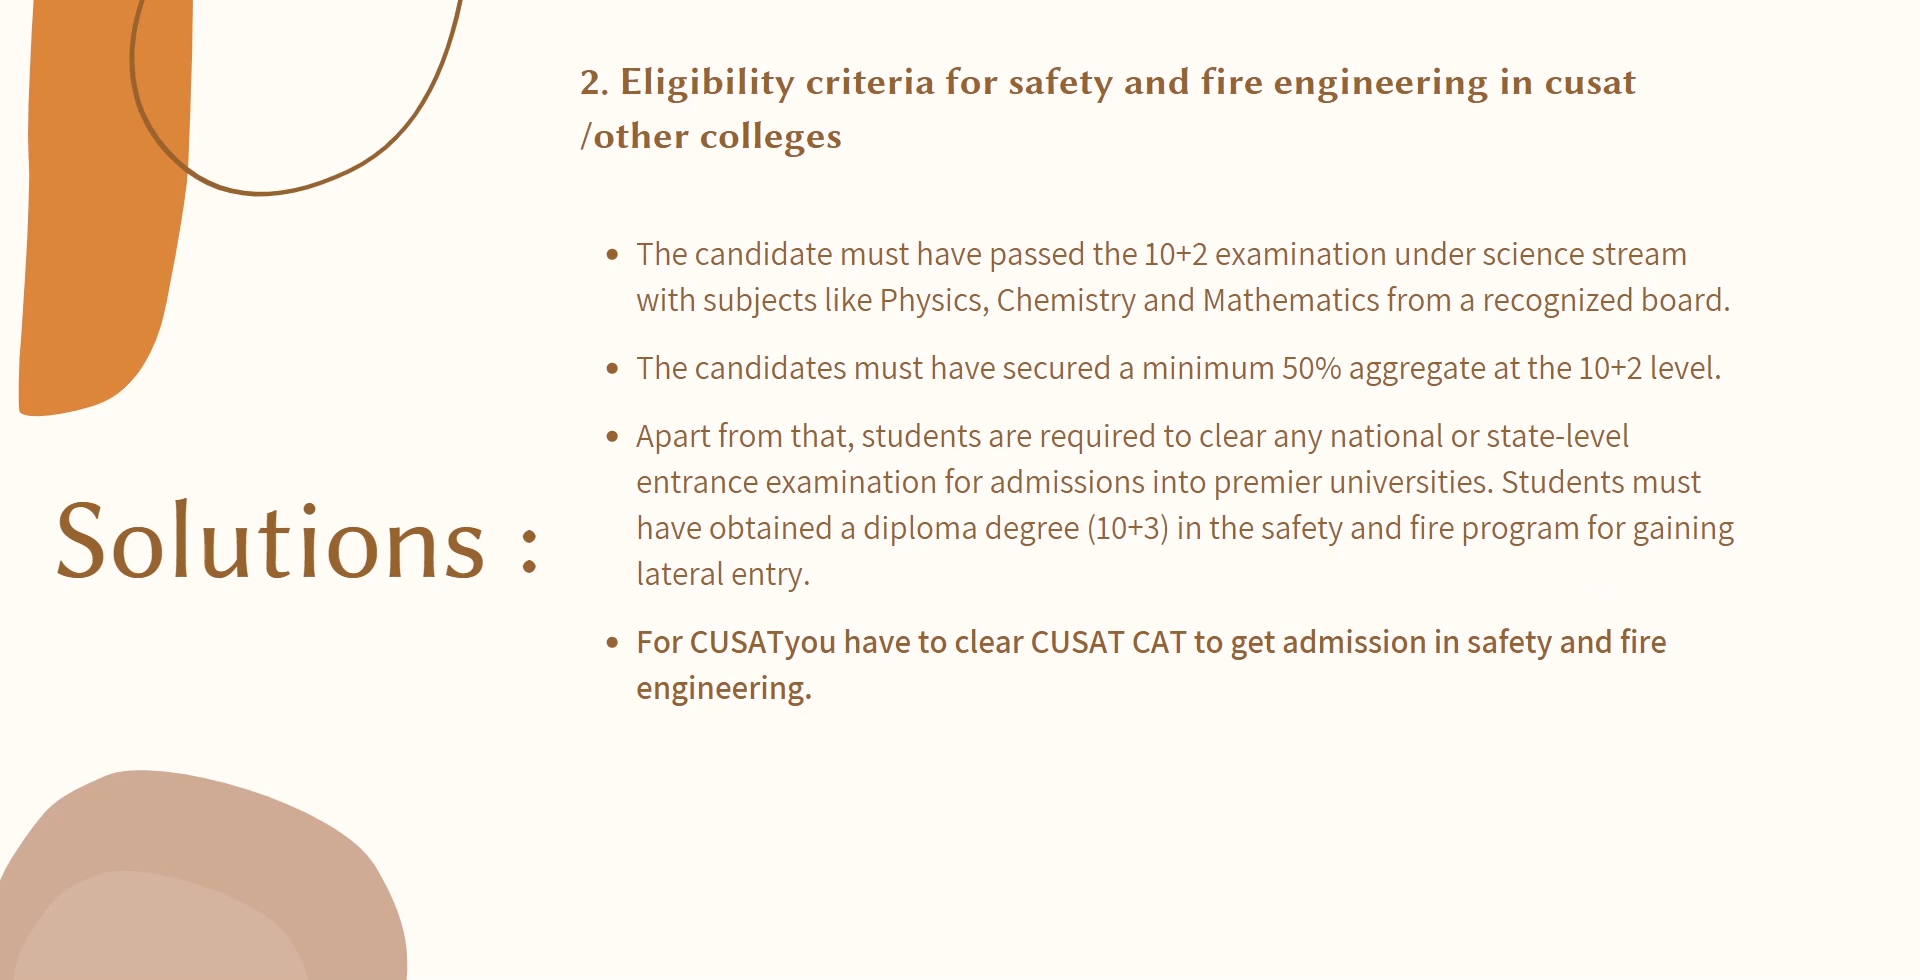 2. Eligibility criteria for safety and fire engineering in cusat
/other colleges
• The candidate must have passed the 10+2 examination under science stream
with subjects like Physics, Chemistry and Mathematics from a recognized board.
• The candidates must have secured a minimum 50% aggregate at the 10+2 level.
• Apart from that, students are required to clear any national or state-level
entrance examination for admissions into premier universities. Students must
have obtained a diploma degree (10+3) in the safety and fire program for gaining
lateral entry.
• For CUSATyou have to clear CUSAT CAT to get admission in safety and fire
engineering.
Solutions :